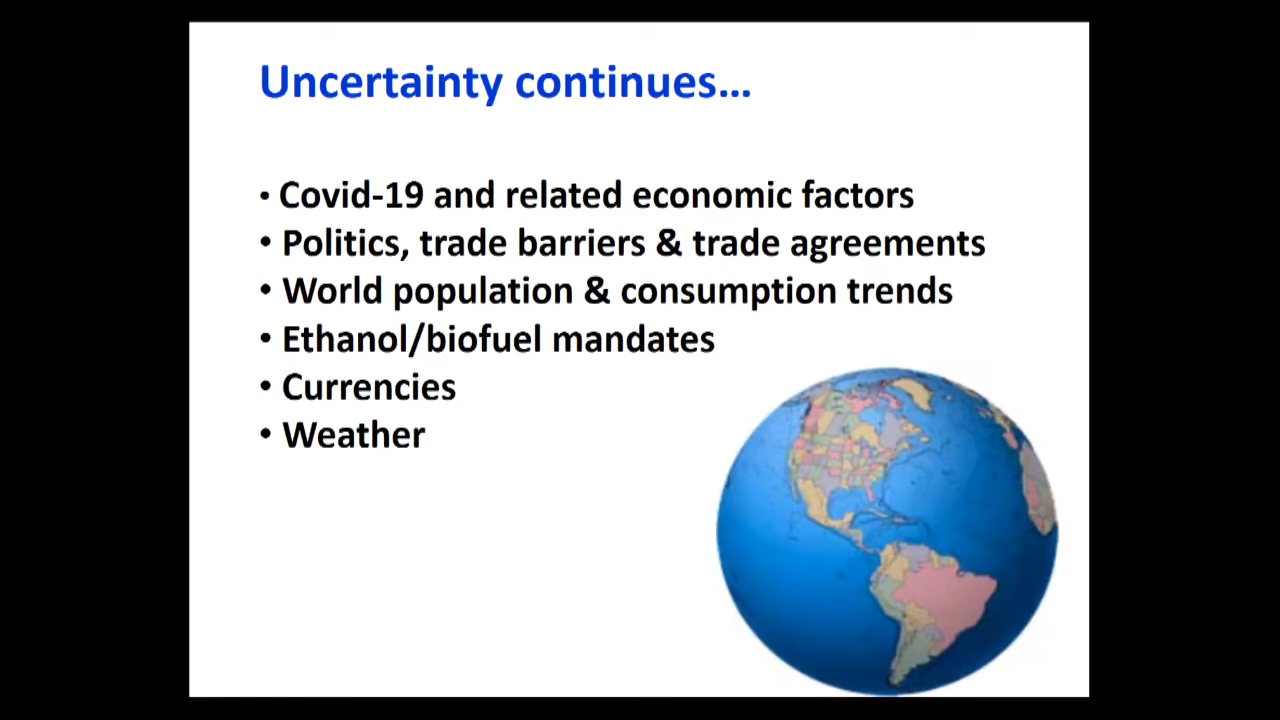 Uncertainty continues...
• Covid-19 and related economic factors
• Politics, trade barriers & trade agreements
• World population & consumption trends
• Ethanol/biofuel mandates
• Currencies
• Weather